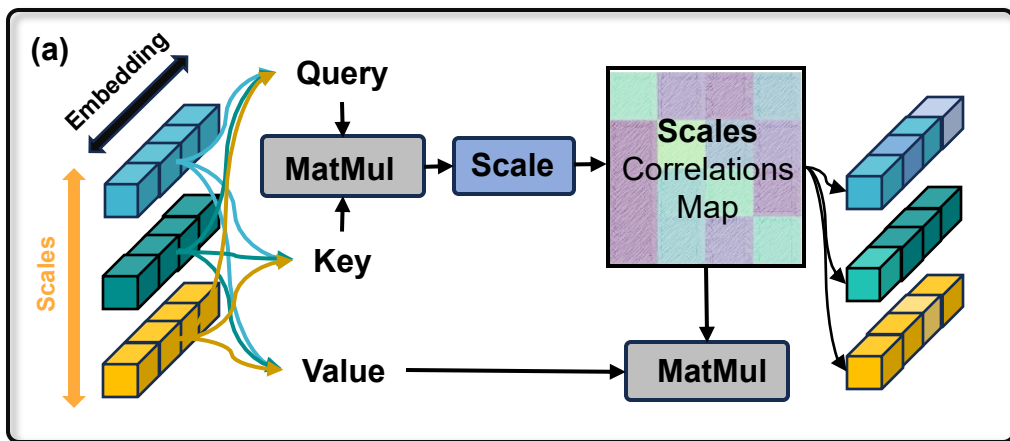 (a)
Embedding
Scales
Query
MatMul
Scale
Key
Value
Scales
Correlations
Map
MatMul